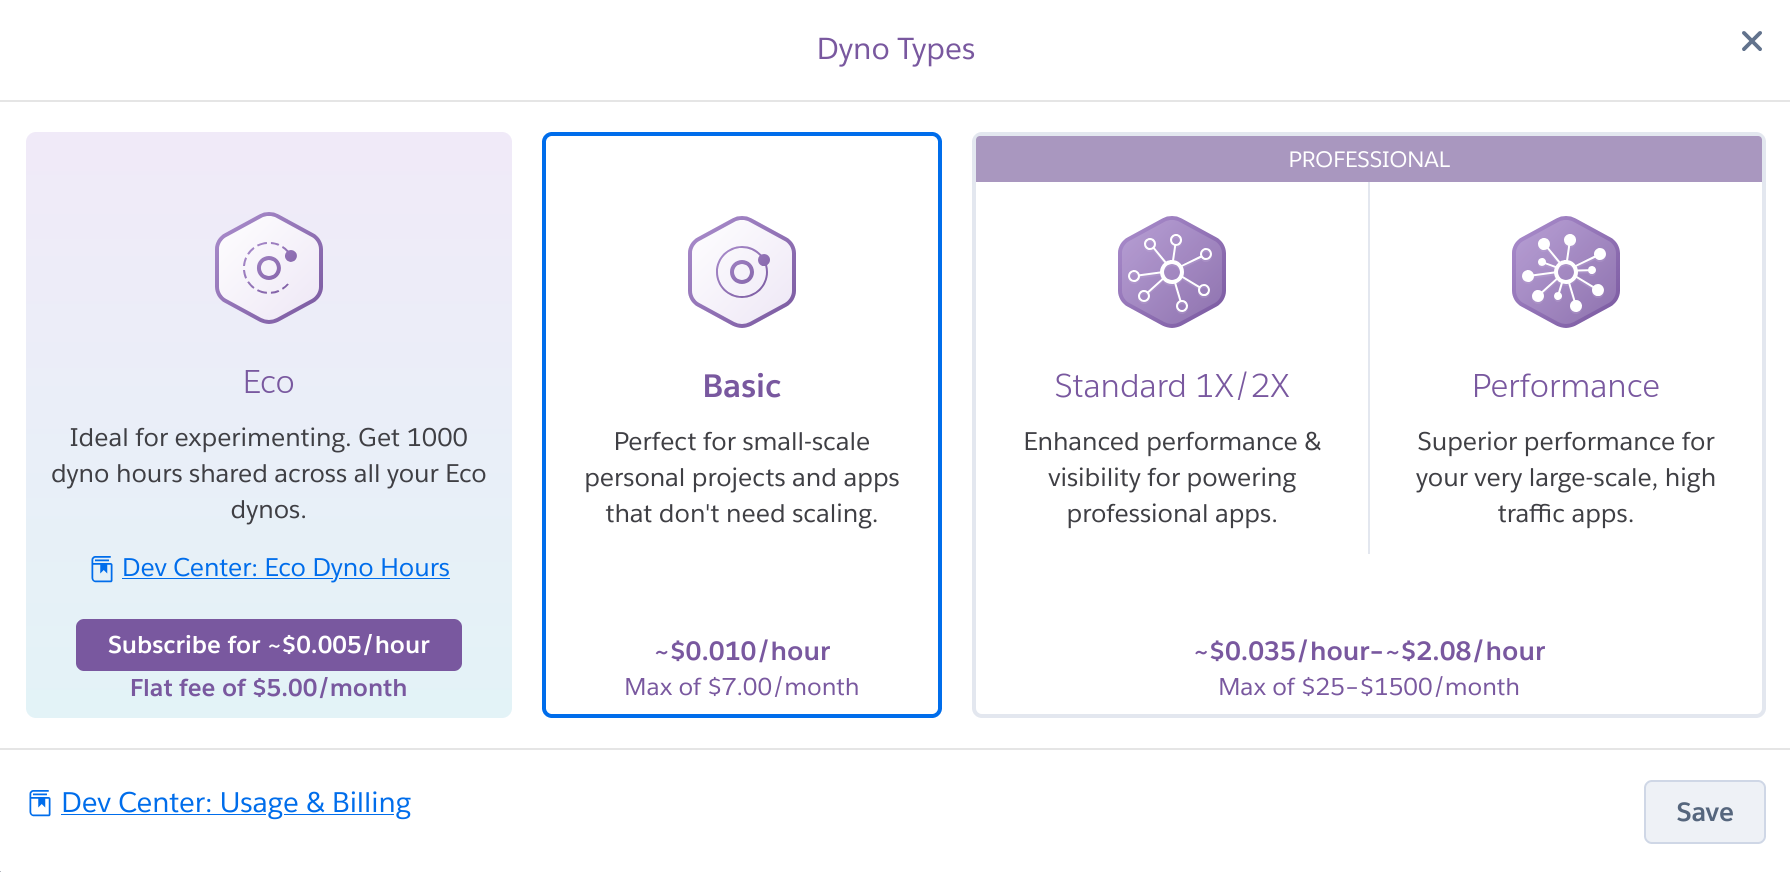 Dyno Types
Eco
Ideal for experimenting. Get 1000
dyno hours shared across all your Eco
dynos.
Dev Center: Eco Dyno Hours
Subscribe for ~$0.005/hour
Flat fee of $5.00/month
Basic
Perfect for small-scale
personal projects and apps
that don't need scaling.
~$0.010/hour
Max of $7.00/month
PROFESSIONAL
Standard 1X/2X
Enhanced performance &
visibility for powering
professional apps.
Performance
Superior performance for
your very large-scale, high
traffic apps.
~$0.035/hour–~$2.08/hour
Max of $25–$1500/month
Dev Center: Usage & Billing
Save